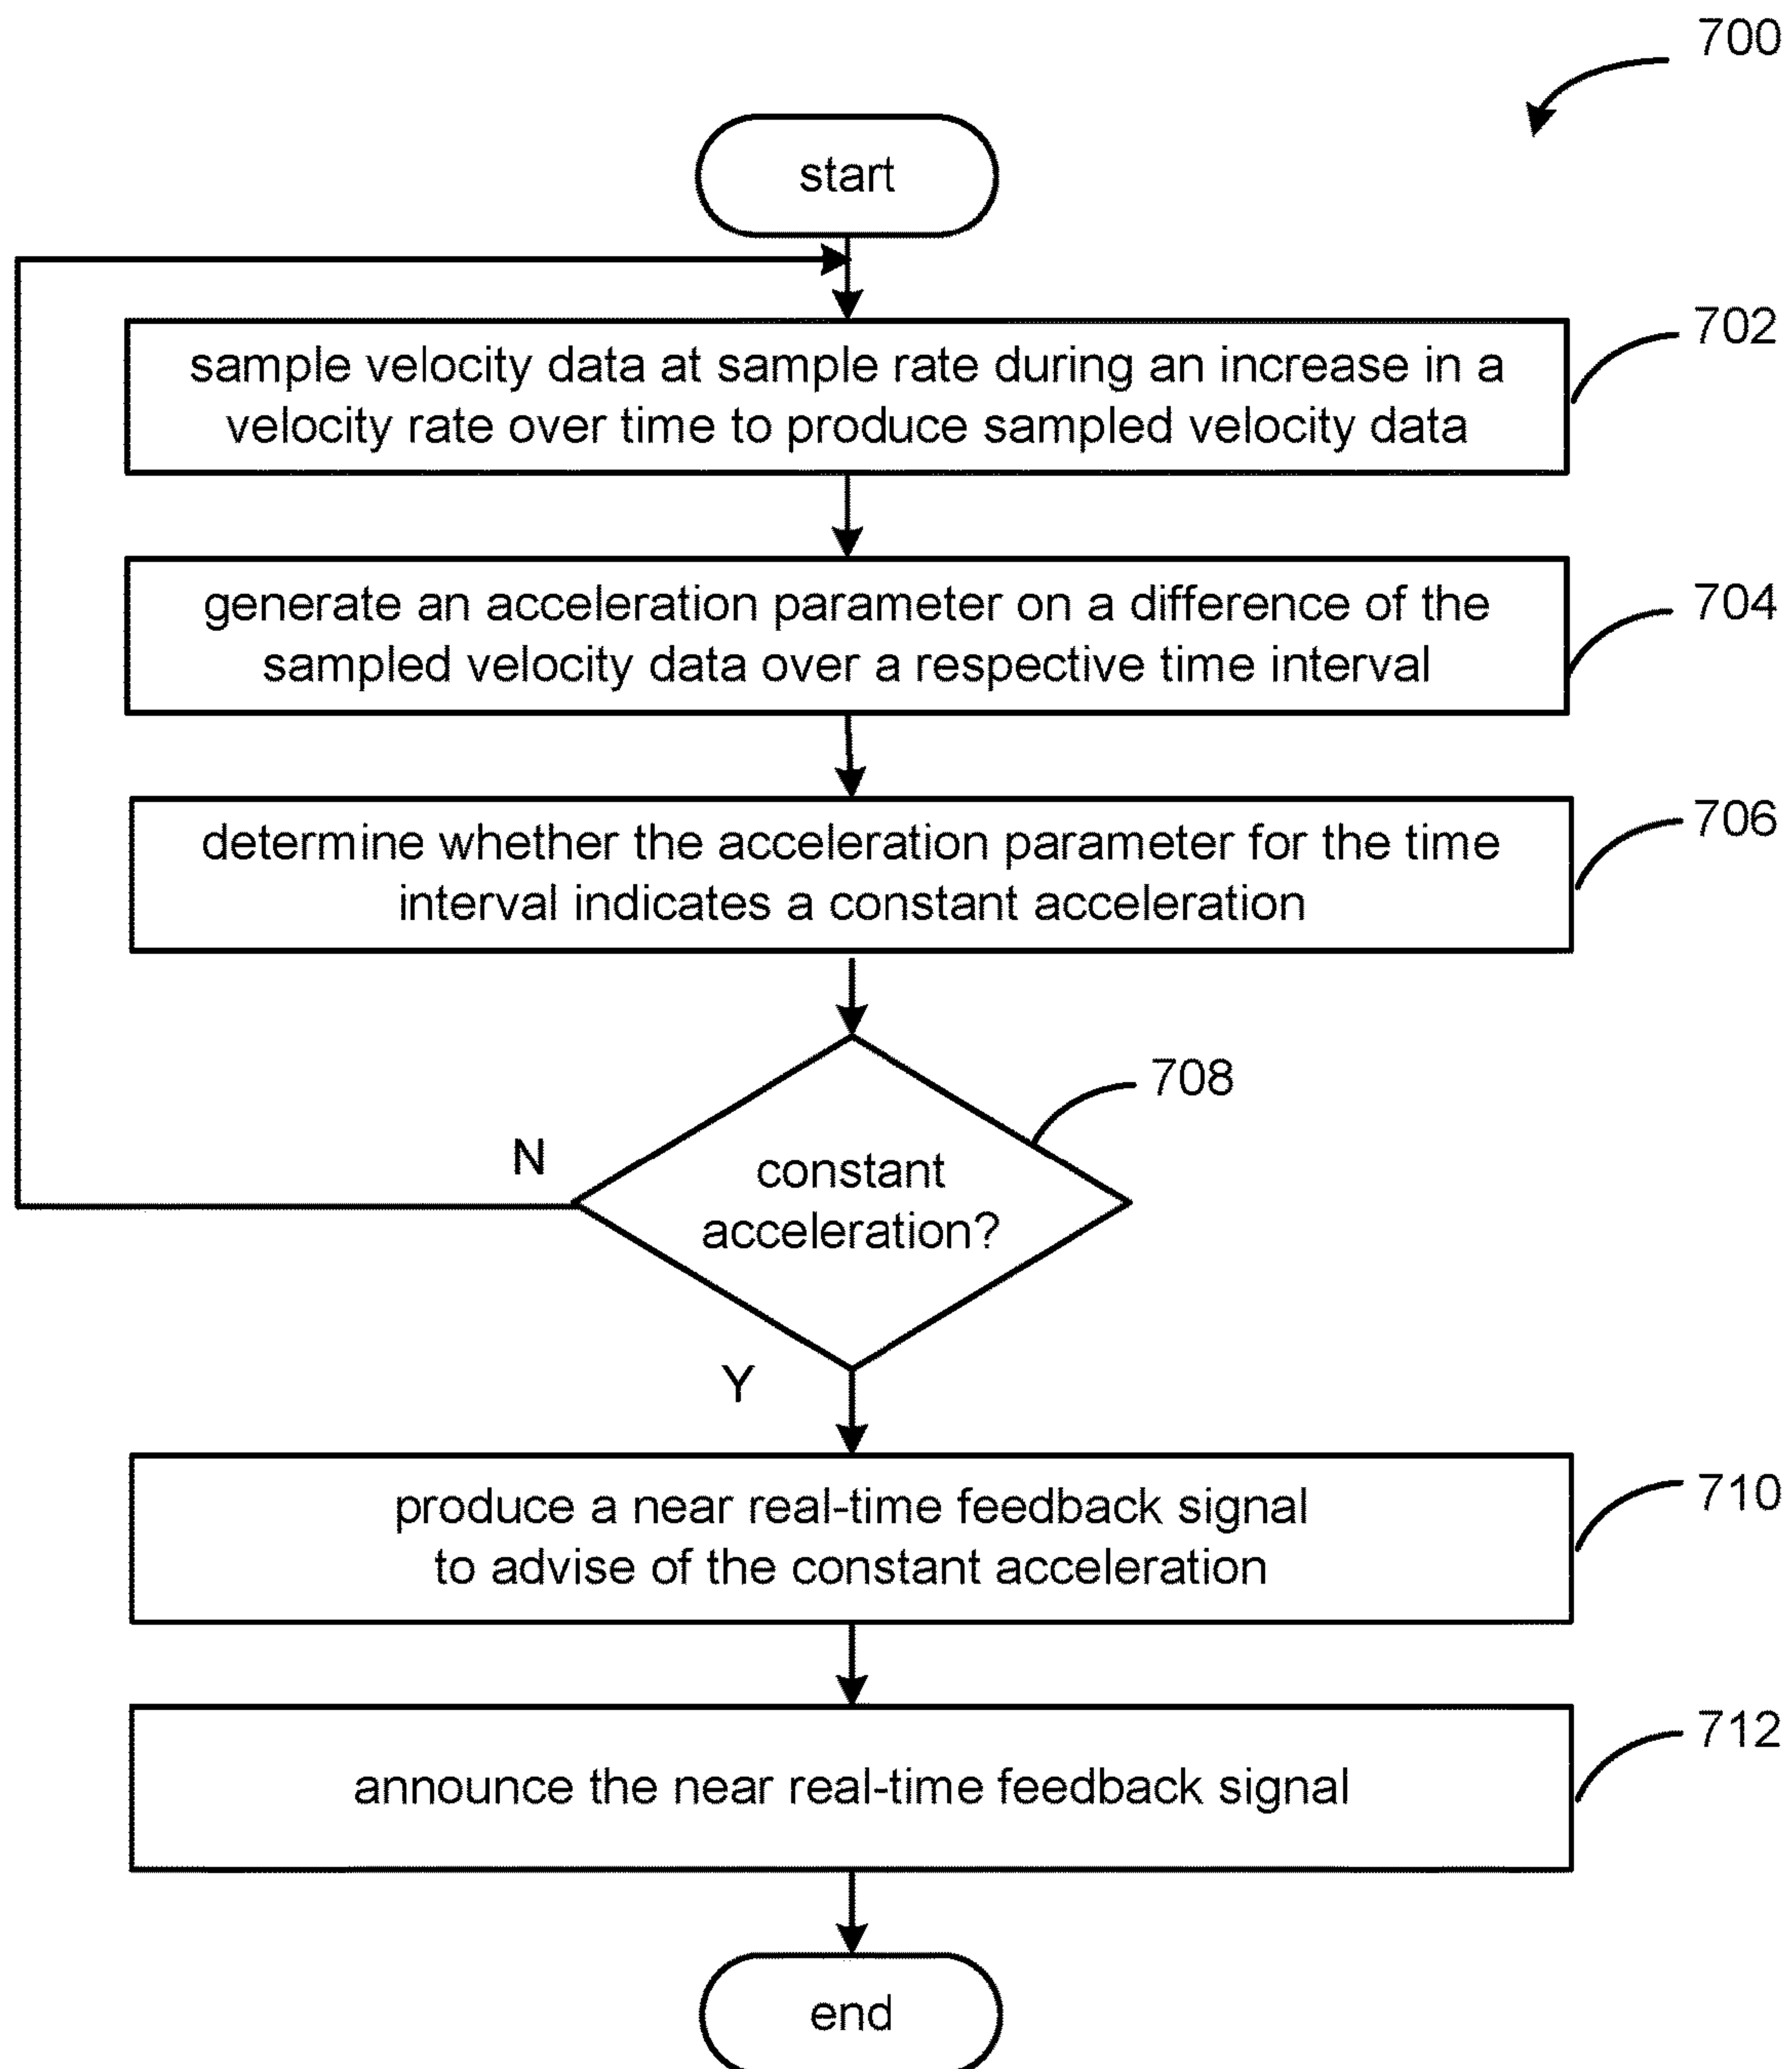 700
start
sample velocity data at sample rate during an increase in a
velocity rate over time to produce sampled velocity data
702
generate an acceleration parameter on a difference of the
sampled velocity data over a respective time interval
704
determine whether the acceleration parameter for the time
interval indicates a constant acceleration
706
708
N
constant
acceleration?
Y
produce a near real-time feedback signal
to advise of the constant acceleration
710
announce the near real-time feedback signal
712
end